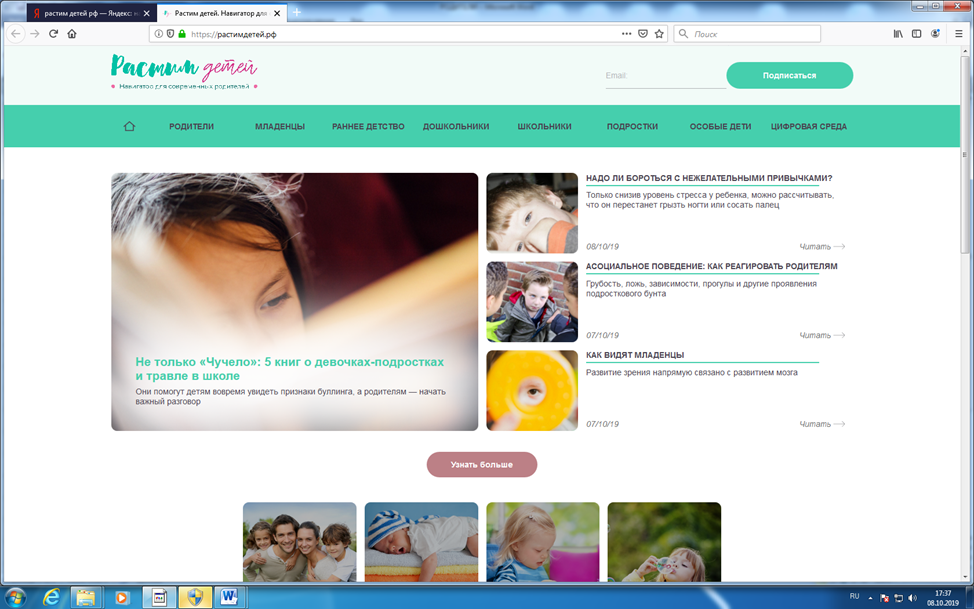 растим детей рф — Яндекс: н
Растим детей. Навигатор для
https://растимдетей.рф
Поиск
Растим детей
Навигатор для современных родителей
Email:
Подписаться
РОДИТЕЛИ
МЛАДЕНЦЫ
РАННЕЕ ДЕТСТВО
ДОШКОЛЬНИКИ
ШКОЛЬНИКИ
ПОДРОСТКИ
ОСОБЫЕ ДЕТИ
ЦИФРОВАЯ СРЕДА
Не только «Чучело»: 5 книг о девочках-подростках
и травле в школе
Они помогут детям вовремя увидеть признаки буллинга, а родителям — начать
важный разговор
НАДО ЛИ БОРОТЬСЯ С НЕЖЕЛАТЕЛЬНЫМИ ПРИВЫЧКАМИ?
Только снизив уровень стресса у ребенка, можно рассчитывать,
что он перестанет грызть ногти или сосать палец
08/10/19
Читать
АСОЦИАЛЬНОЕ ПОВЕДЕНИЕ: КАК РЕАГИРОВАТЬ РОДИТЕЛЯМ
Грубость, ложь, зависимости, прогулы и другие проявления
подросткового бунта
07/10/19
Читать
КАК ВИДЯТ МЛАДЕНЦЫ
Развитие зрения напрямую связано с развитием мозга
07/10/19
Читать
Узнать больше
RU
17:37
08.10.2019